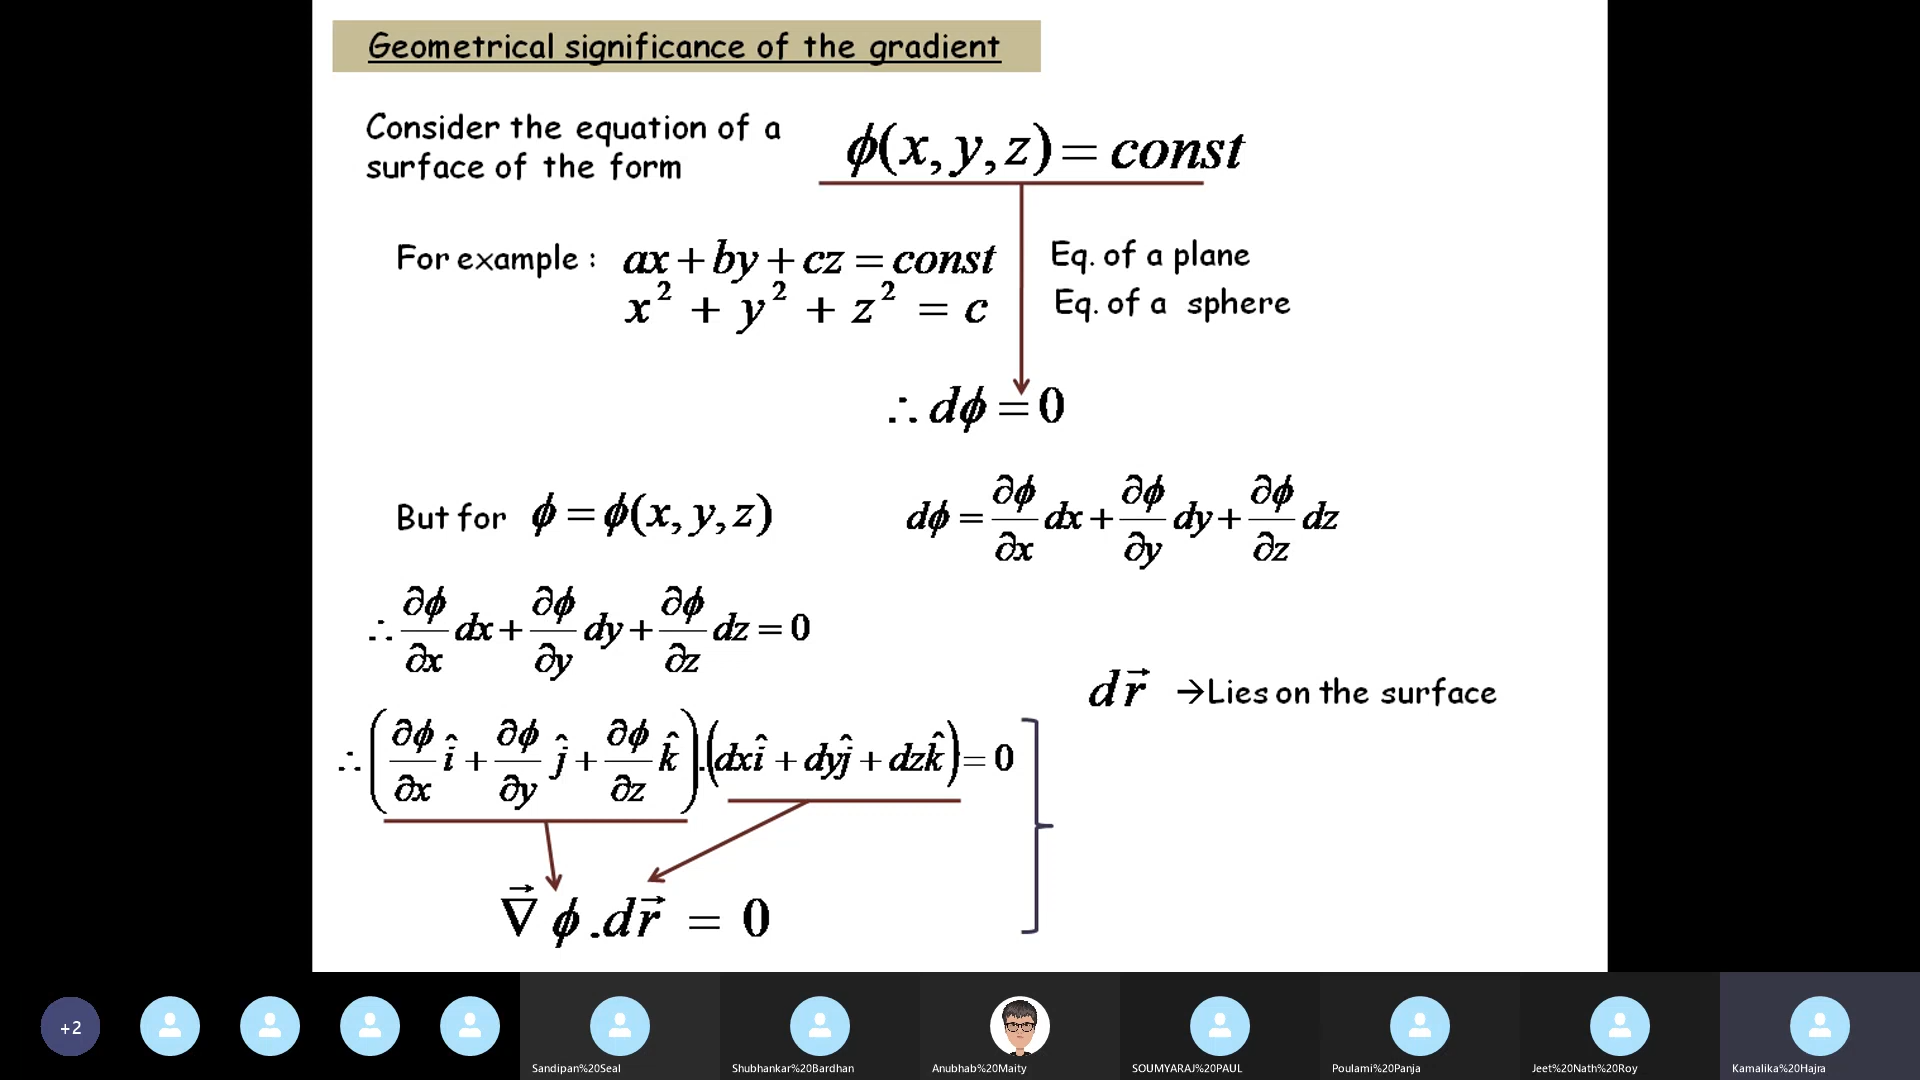 Geometrical significance of the gradient
Consider the equation of a
surface of the form
ϕ(x, y, z) = const
For example : ax + by + cz = const Eq. of a plane
x² + y² + z² = c Eq. of a sphere
∴ dϕ = 0
But for ϕ = ϕ(x, y, z) dϕ = ∂ϕ/∂x dx + ∂ϕ/∂y dy + ∂ϕ/∂z dz
∴ ∂ϕ/∂x dx + ∂ϕ/∂y dy + ∂ϕ/∂z dz = 0
dr⃗ →Lies on the surface
∴ (∂ϕ/∂x î + ∂ϕ/∂y ĵ + ∂ϕ/∂z k̂).(dxî + dyĵ + dzk̂) = 0
∇⃗ ϕ .dr⃗ = 0
+2
Sandipan%20Seal
Shubhankar%20Bardhan
Anubhab%20Maity
SOUMYARAJ%20PAUL
Poulami%20Panja
Jeet%20Nath%20Roy
Kamalika%20Hajra